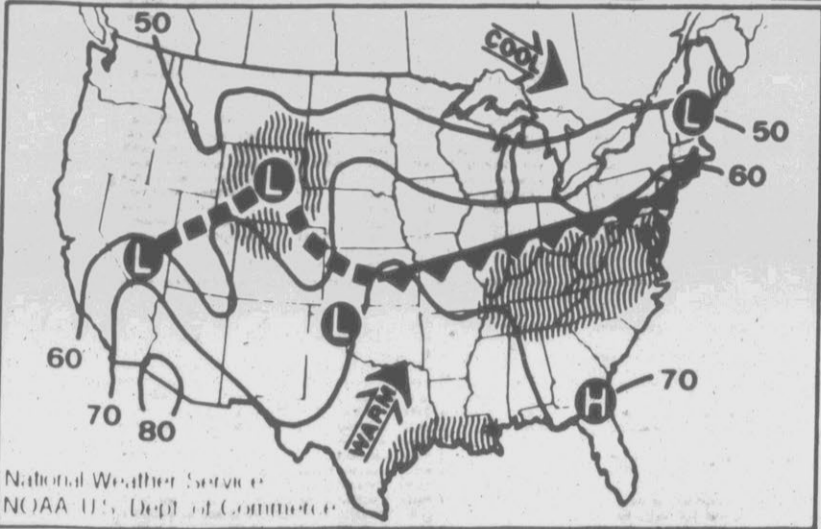 50
COOL
L
50
L
60
L
L
60
70
80
WARM
H
70
National Weather Service
NOAA U.S. Dept. of Commerce